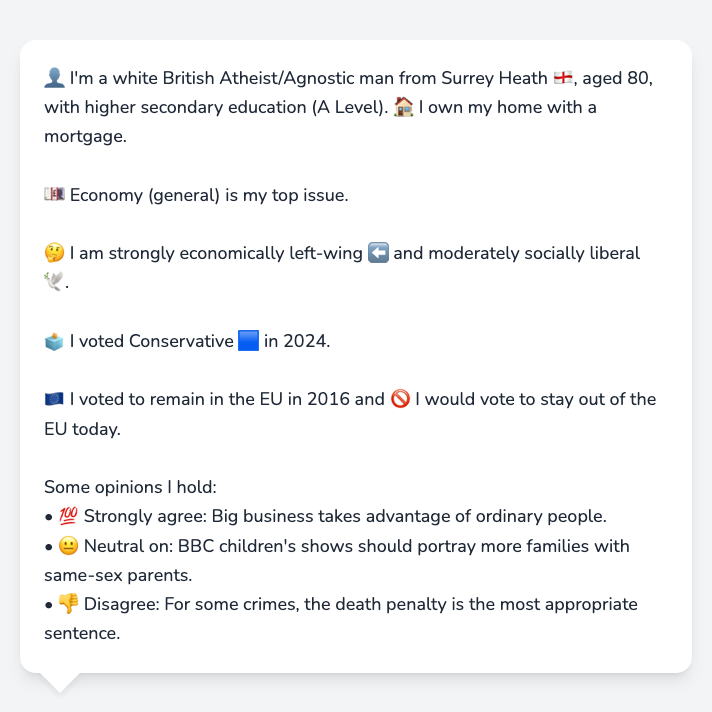 👤 I'm a white British Atheist/Agnostic man from Surrey Heath 🏴󠁧󠁢󠁥󠁮󠁧󠁿, aged 80,
with higher secondary education (A Level). 🏠 I own my home with a
mortgage.
💷 Economy (general) is my top issue.
🤔 I am strongly economically left-wing ⬅️ and moderately socially liberal
🕊️.
🗳️ I voted Conservative 🟦 in 2024.
🇪🇺 I voted to remain in the EU in 2016 and 🚫 I would vote to stay out of the
EU today.
Some opinions I hold:
• 💯 Strongly agree: Big business takes advantage of ordinary people.
• 😐 Neutral on: BBC children's shows should portray more families with
same-sex parents.
• 👎 Disagree: For some crimes, the death penalty is the most appropriate
sentence.